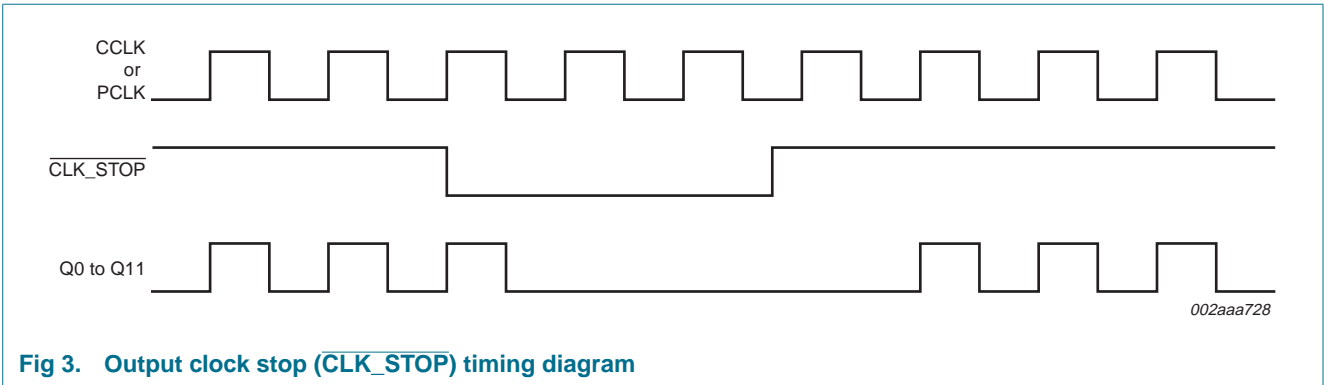 CCLK
or
PCLK
CLK_STOP
Q0 to Q11
002aaa728
Fig 3. Output clock stop (CLK_STOP) timing diagram